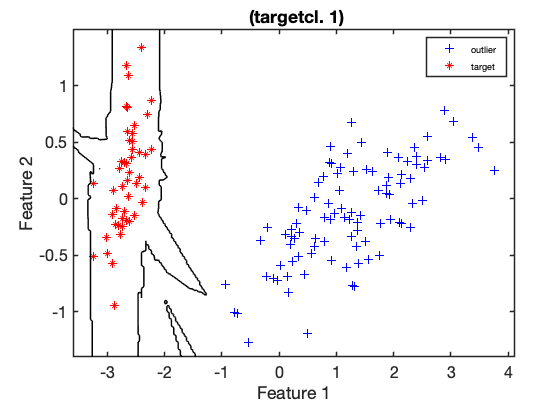 (targetcl. 1)
outlier
target
1
0.5
0
-0.5
-1
Feature 2
-3
-2
-1
0
1
2
3
4
Feature 1